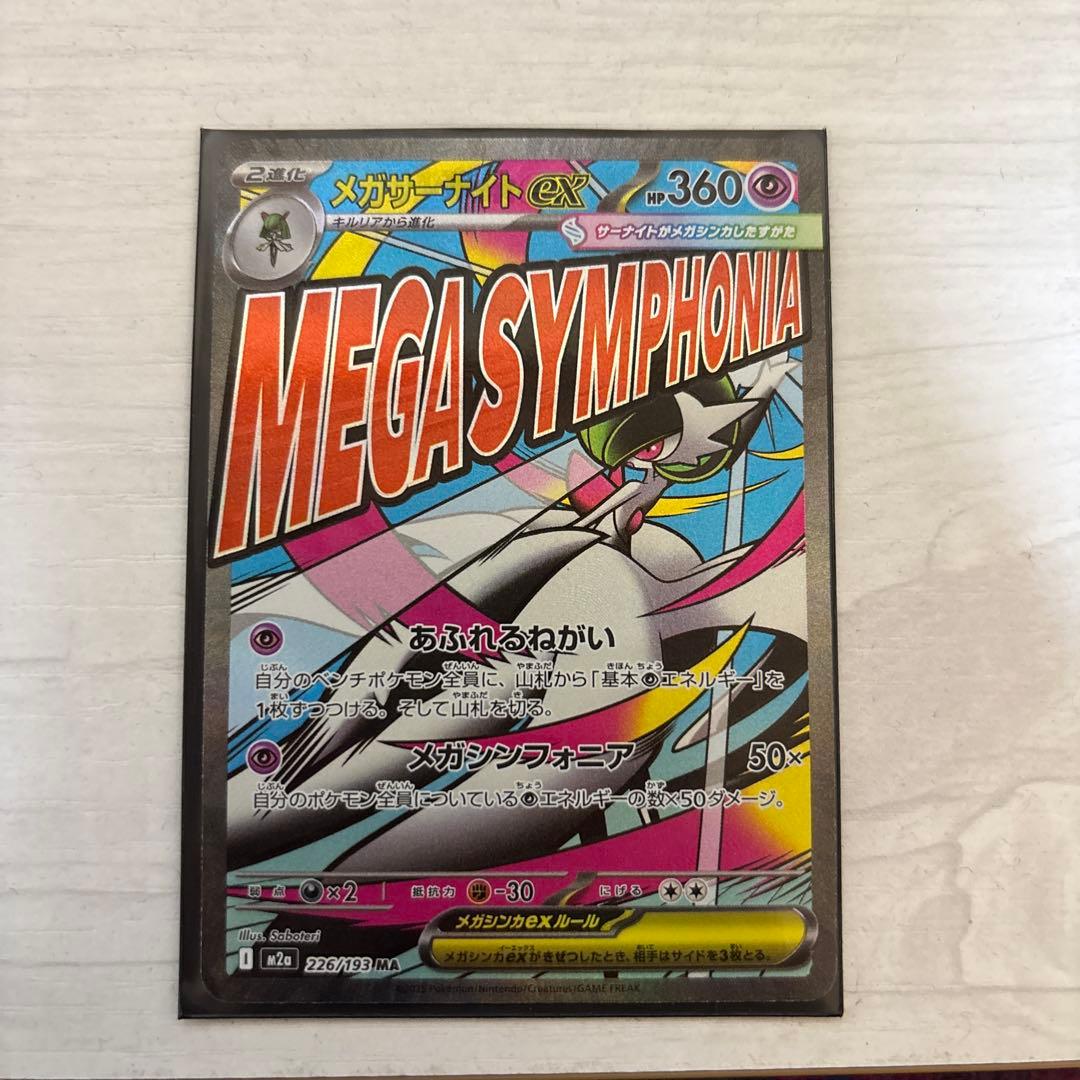 2進化
メガサーナイトex
HP360
キルリアから進化
サーナイトがメガシンカしたすがた
MEGA SYMPHONIA
あふれるねがい
自分のベンチポケモン全員に、山札から「基本エネルギー」を
1枚ずつつける。そして山札を切る。
メガシンフォニア 50×
自分のポケモン全員についているエネルギーの数×50ダメージ。
弱点 ×2 抵抗力 -30 にげる
メガシンカexルール
メガシンカexがきぜつしたとき、相手はサイドを3枚とる。
Illus. Saboteri
I m2a 226/193 MA
©2025 Pokémon/Nintendo/Creatures/GAME FREAK